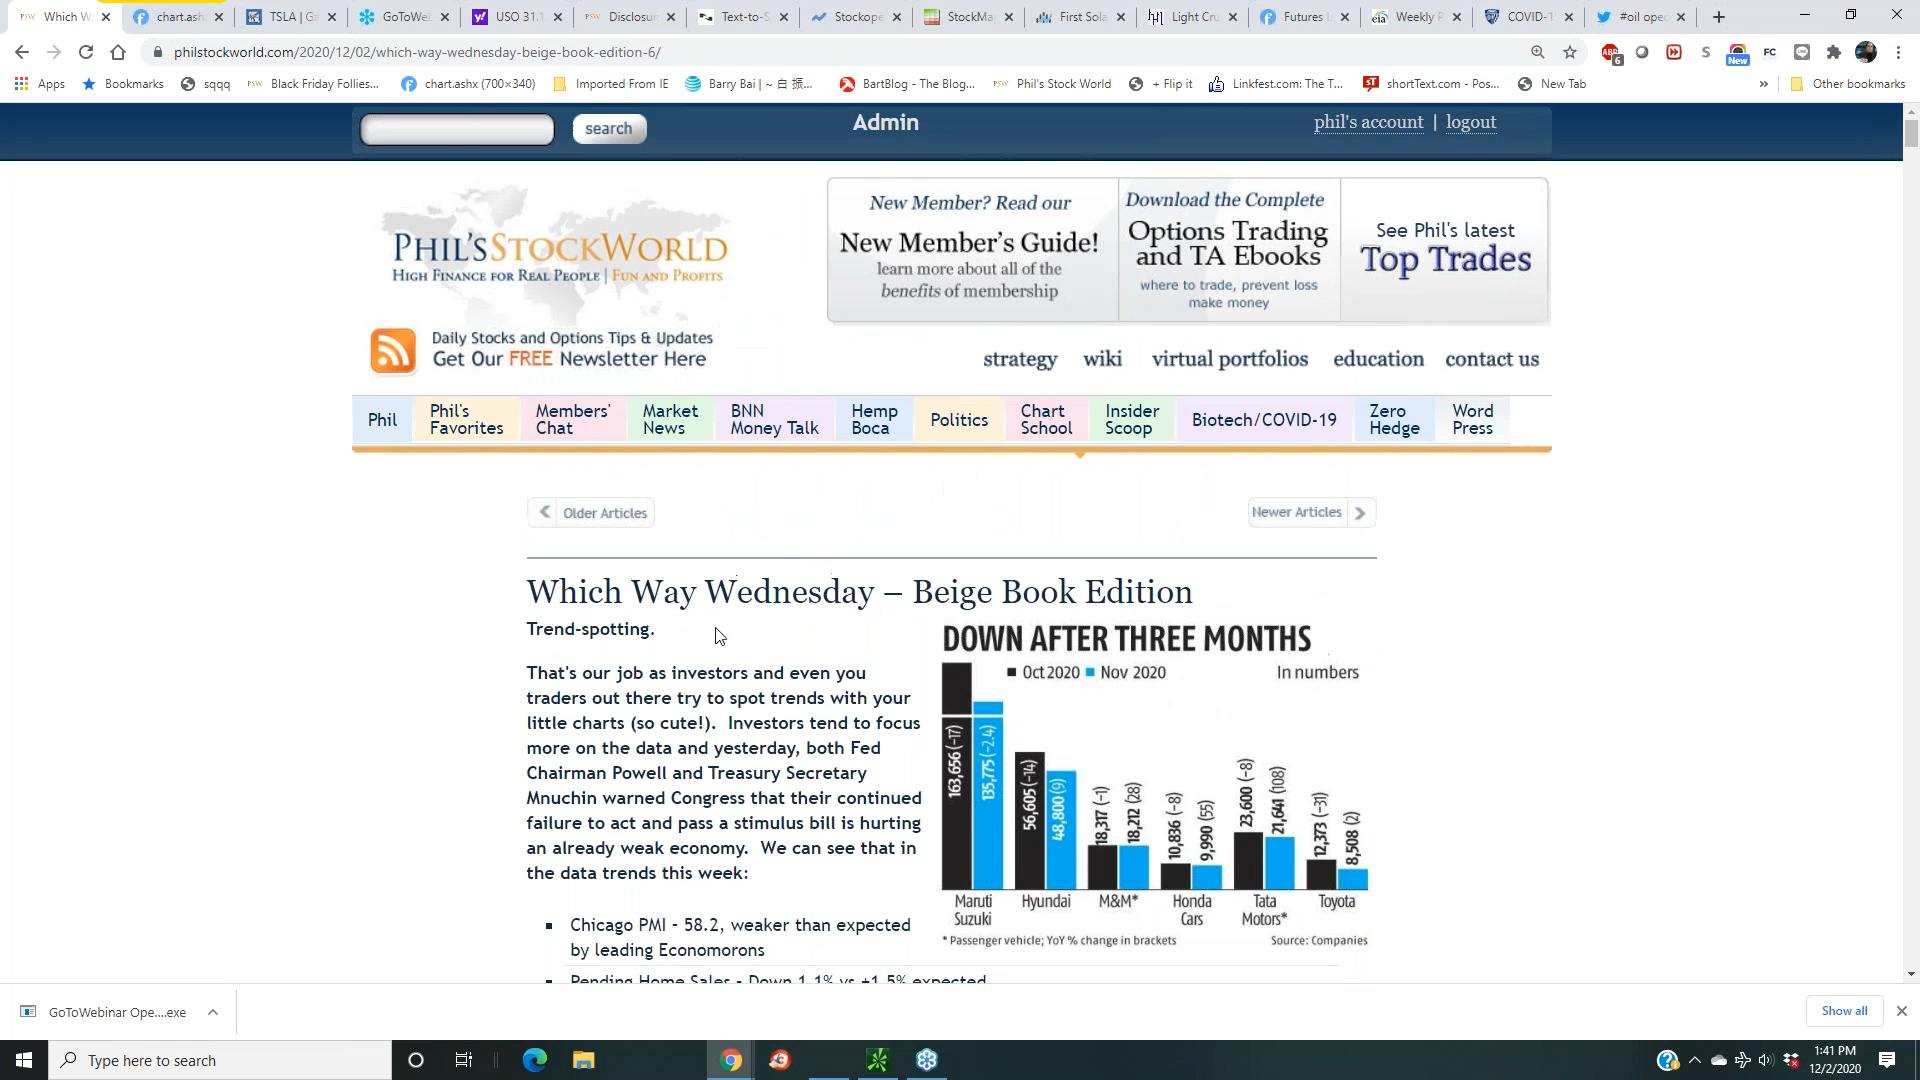 Which W
chart.ash
TSLA | G
GoToWe
USO 31.1
Disclosu
Text-to-S
Stockope
StockMa
First Sola
Light Cru
Futures
Weekly P
COVID-1
#oil opec
philstockworld.com/2020/12/02/which-way-wednesday-beige-book-edition-6/
Apps
Bookmarks
sqqq
Black Friday Follies...
chart.ashx (700×340)
Imported From IE
Barry Bai | ~ 白 振...
BartBlog - The Blog...
Phil's Stock World
+ Flip it
Linkfest.com: The T...
shortText.com - Pos...
New Tab
»
Other bookmarks
search
Admin
phil's account | logout
PHIL'SSTOCKWORLD
HIGH FINANCE FOR REAL PEOPLE | FUN AND PROFITS
New Member? Read our
New Member's Guide!
learn more about all of the
benefits of membership
Download the Complete
Options Trading
and TA Ebooks
where to trade, prevent loss
make money
See Phil's latest
Top Trades
Daily Stocks and Options Tips & Updates
Get Our FREE Newsletter Here
strategy
wiki
virtual portfolios
education
contact us
Phil
Phil's
Favorites
Members'
Chat
Market
News
BNN
Money Talk
Hemp
Boca
Politics
Chart
School
Insider
Scoop
Biotech/COVID-19
Zero
Hedge
Word
Press
Older Articles
Newer Articles
Which Way Wednesday – Beige Book Edition
Trend-spotting.
That's our job as investors and even you
traders out there try to spot trends with your
little charts (so cute!). Investors tend to focus
more on the data and yesterday, both Fed
Chairman Powell and Treasury Secretary
Mnuchin warned Congress that their continued
failure to act and pass a stimulus bill is hurting
an already weak economy. We can see that in
the data trends this week:
Chicago PMI - 58.2, weaker than expected
by leading Economorons
Pending Home Sales - Down 1.1% vs +1.5% expected
DOWN AFTER THREE MONTHS
Oct 2020 Nov 2020 In numbers
163,656 (-17)
135,775 (-2.4)
56,605 (-14)
48,800 (9)
18,317 (-1)
18,212 (28)
10,836 (-8)
9,990 (55)
23,600 (-8)
21,641 (108)
12,373 (-31)
8,508 (2)
Maruti
Suzuki
Hyundai
M&M*
Honda
Cars
Tata
Motors*
Toyota
* Passenger vehicle; YoY % change in brackets
Source: Companies
GoToWebinar Ope....exe
Show all
Type here to search
1:41 PM
12/2/2020